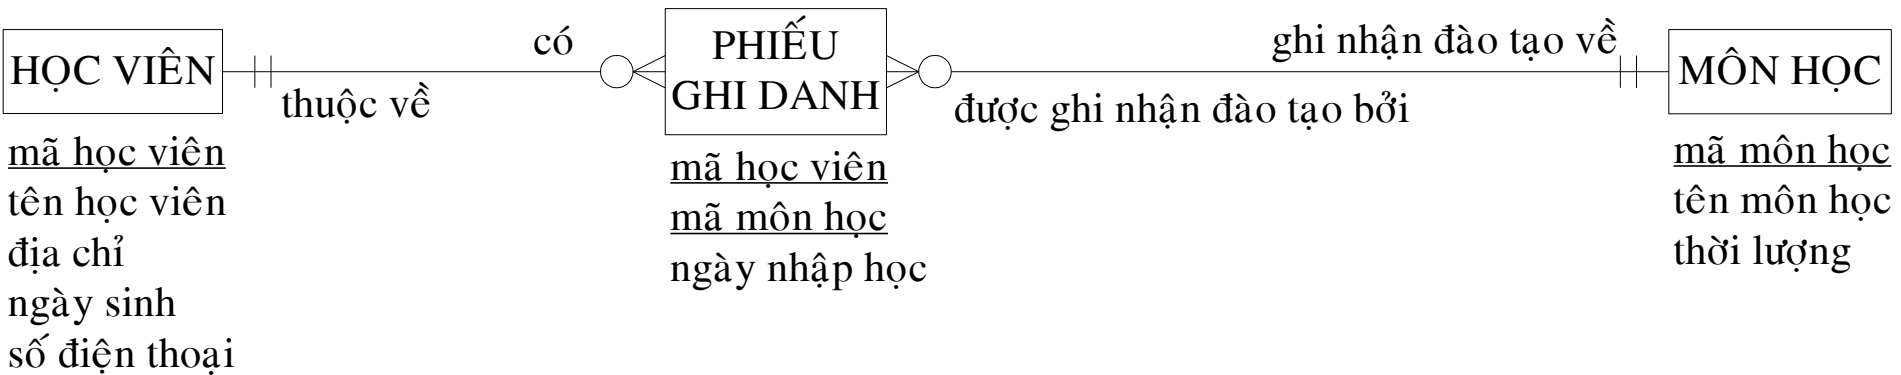 HỌC VIÊN
thuộc về
có
PHIẾU
GHI DANH
ghi nhận đào tạo về
được ghi nhận đào tạo bởi
MÔN HỌC
mã học viên
tên học viên
địa chỉ
ngày sinh
số điện thoại
mã học viên
mã môn học
ngày nhập học
mã môn học
tên môn học
thời lượng